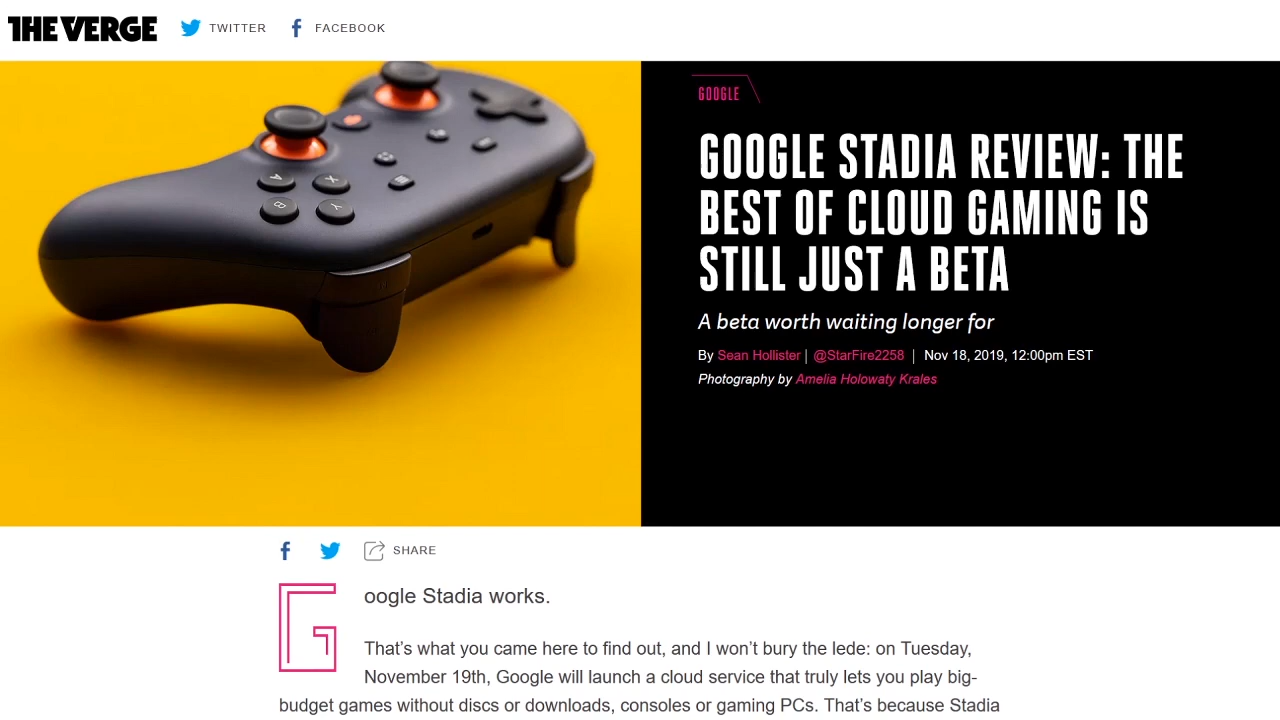 THE VERGE
TWITTER
FACEBOOK
A
X
B
Y
GOOGLE
GOOGLE STADIA REVIEW: THE
BEST OF CLOUD GAMING IS
STILL JUST A BETA
A beta worth waiting longer for
By Sean Hollister | @StarFire2258 | Nov 18, 2019, 12:00pm EST
Photography by Amelia Holowaty Krales
SHARE
Google Stadia works.
That’s what you came here to find out, and I won’t bury the lede: on Tuesday,
November 19th, Google will launch a cloud service that truly lets you play big-
budget games without discs or downloads, consoles or gaming PCs. That’s because Stadia